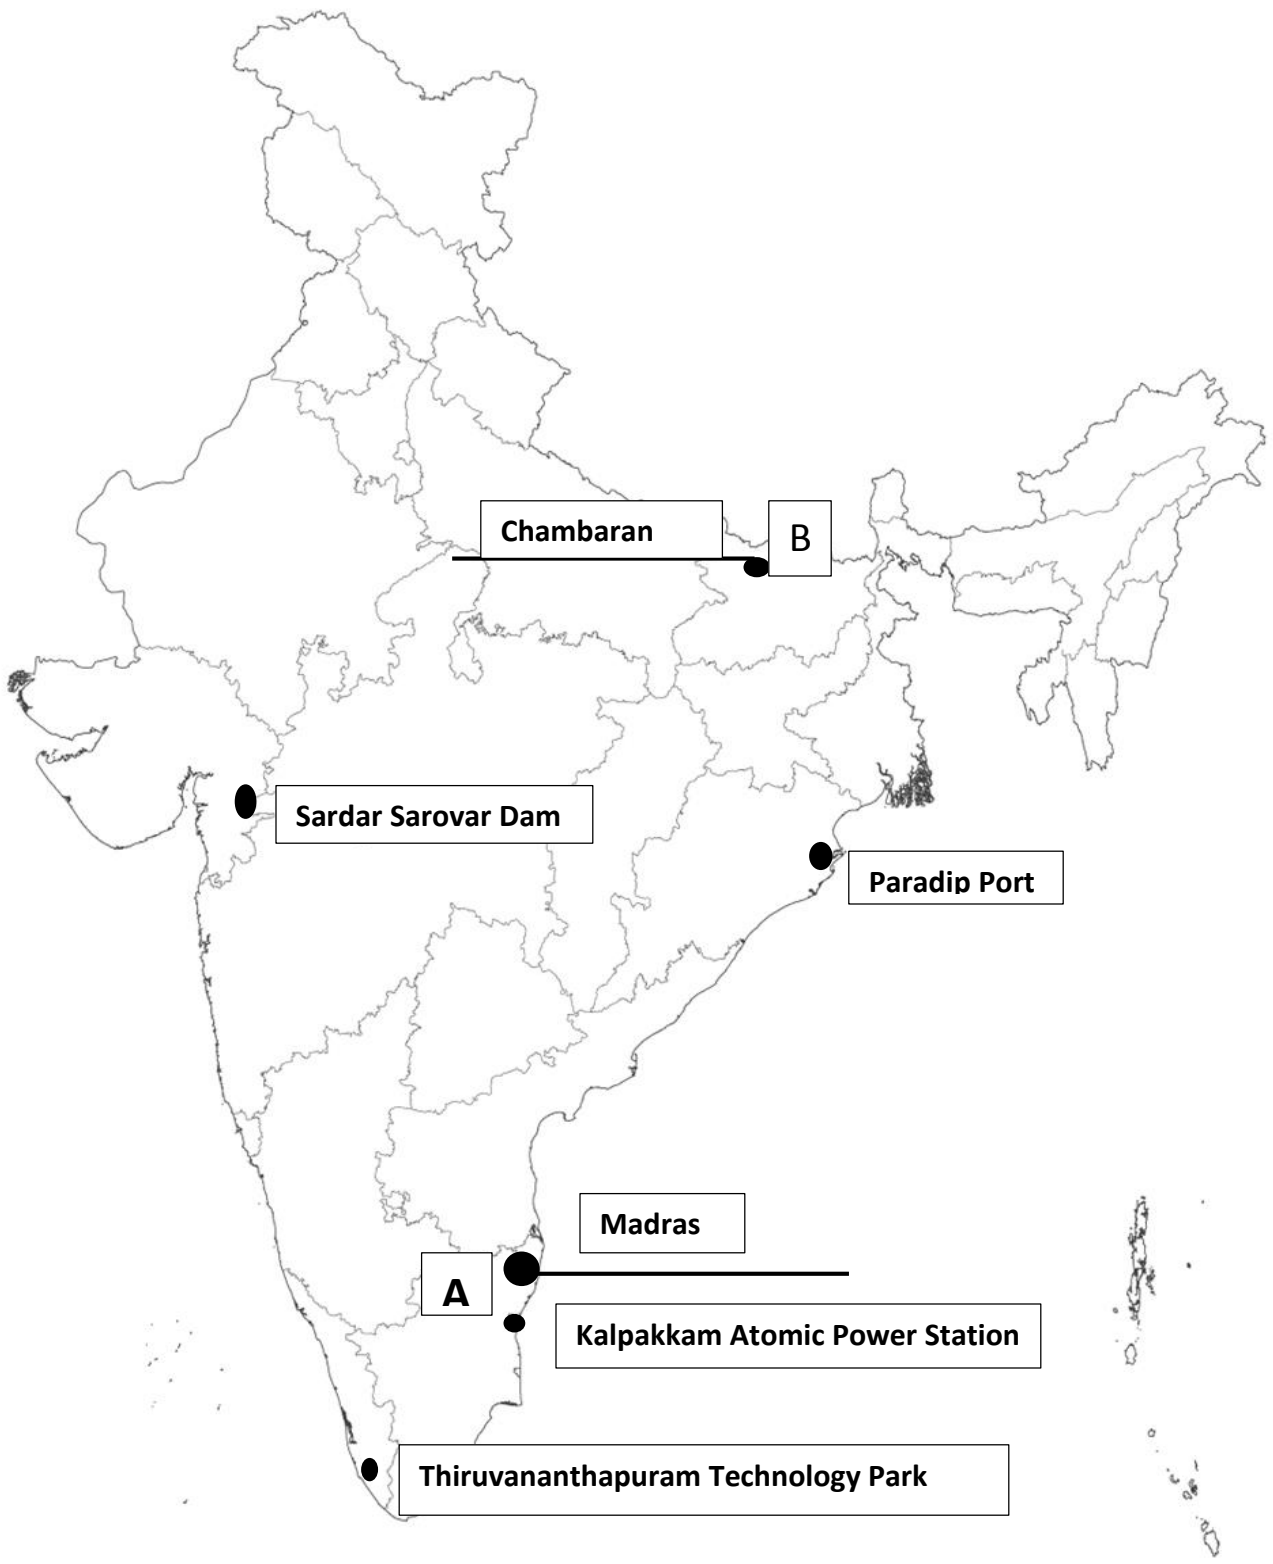 Chambaran
B
Sardar Sarovar Dam
Paradip Port
Madras
A
Kalpakkam Atomic Power Station
Thiruvananthapuram Technology Park